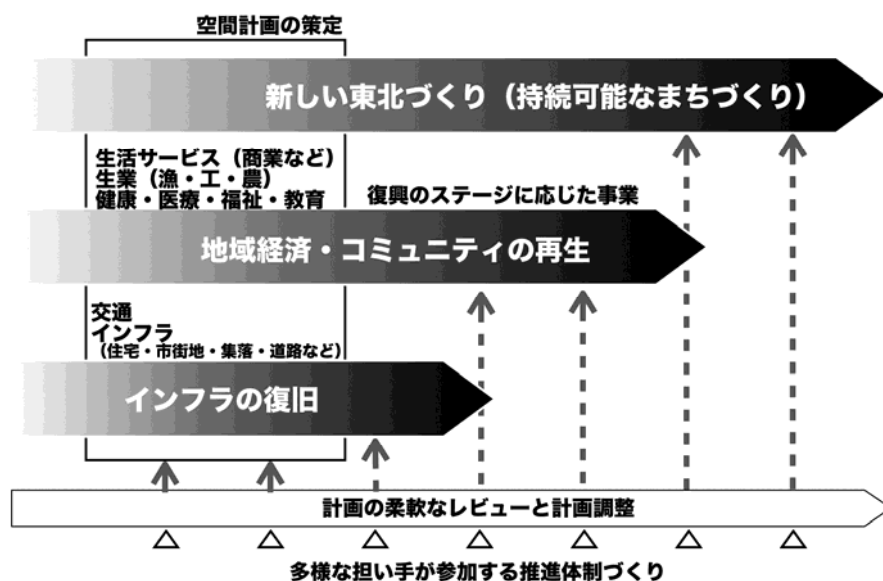 空間計画の策定
新しい東北づくり（持続可能なまちづくり）
生活サービス（商業など）
生業（漁・工・農）
健康・医療・福祉・教育
復興のステージに応じた事業
地域経済・コミュニティの再生
交通
インフラ
（住宅・市街地・集落・道路など）
インフラの復旧
計画の柔軟なレビューと計画調整
多様な担い手が参加する推進体制づくり